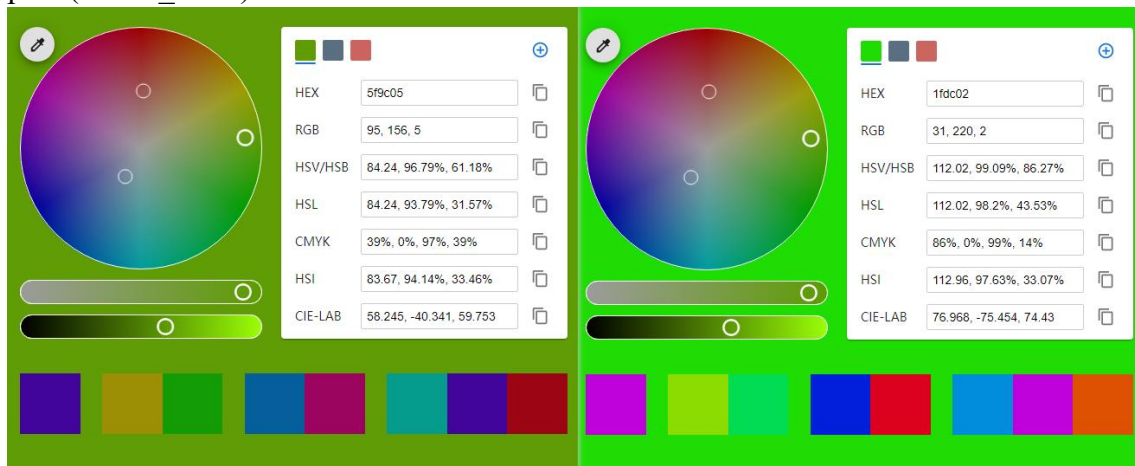 HEX 5f9c05
RGB 95, 156, 5
HSV/HSB 84.24, 96.79%, 61.18%
HSL 84.24, 93.79%, 31.57%
CMYK 39%, 0%, 97%, 39%
HSI 83.67, 94.14%, 33.46%
CIE-LAB 58.245, -40.341, 59.753
HEX 1fdc02
RGB 31, 220, 2
HSV/HSB 112.02, 99.09%, 86.27%
HSL 112.02, 98.2%, 43.53%
CMYK 86%, 0%, 99%, 14%
HSI 112.96, 97.63%, 33.07%
CIE-LAB 76.968, -75.454, 74.43